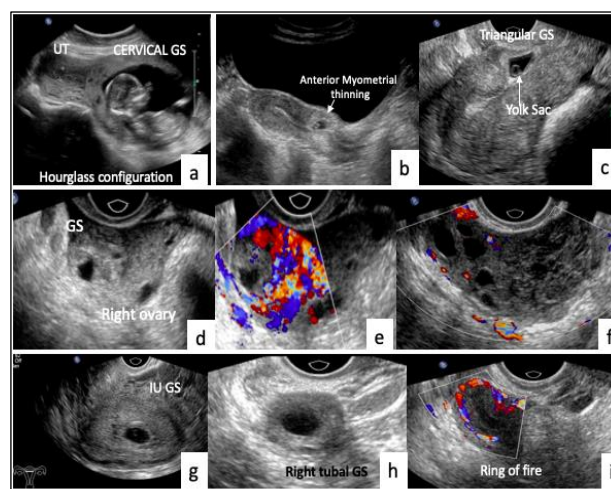 UT
CERVICAL GS
Hourglass configuration
a
Anterior Myometrial
thinning
b
Triangular GS
Yolk Sac
c
GS
Right ovary
d
e
f
IU GS
g
Right tubal GS
h
Ring of fire
i